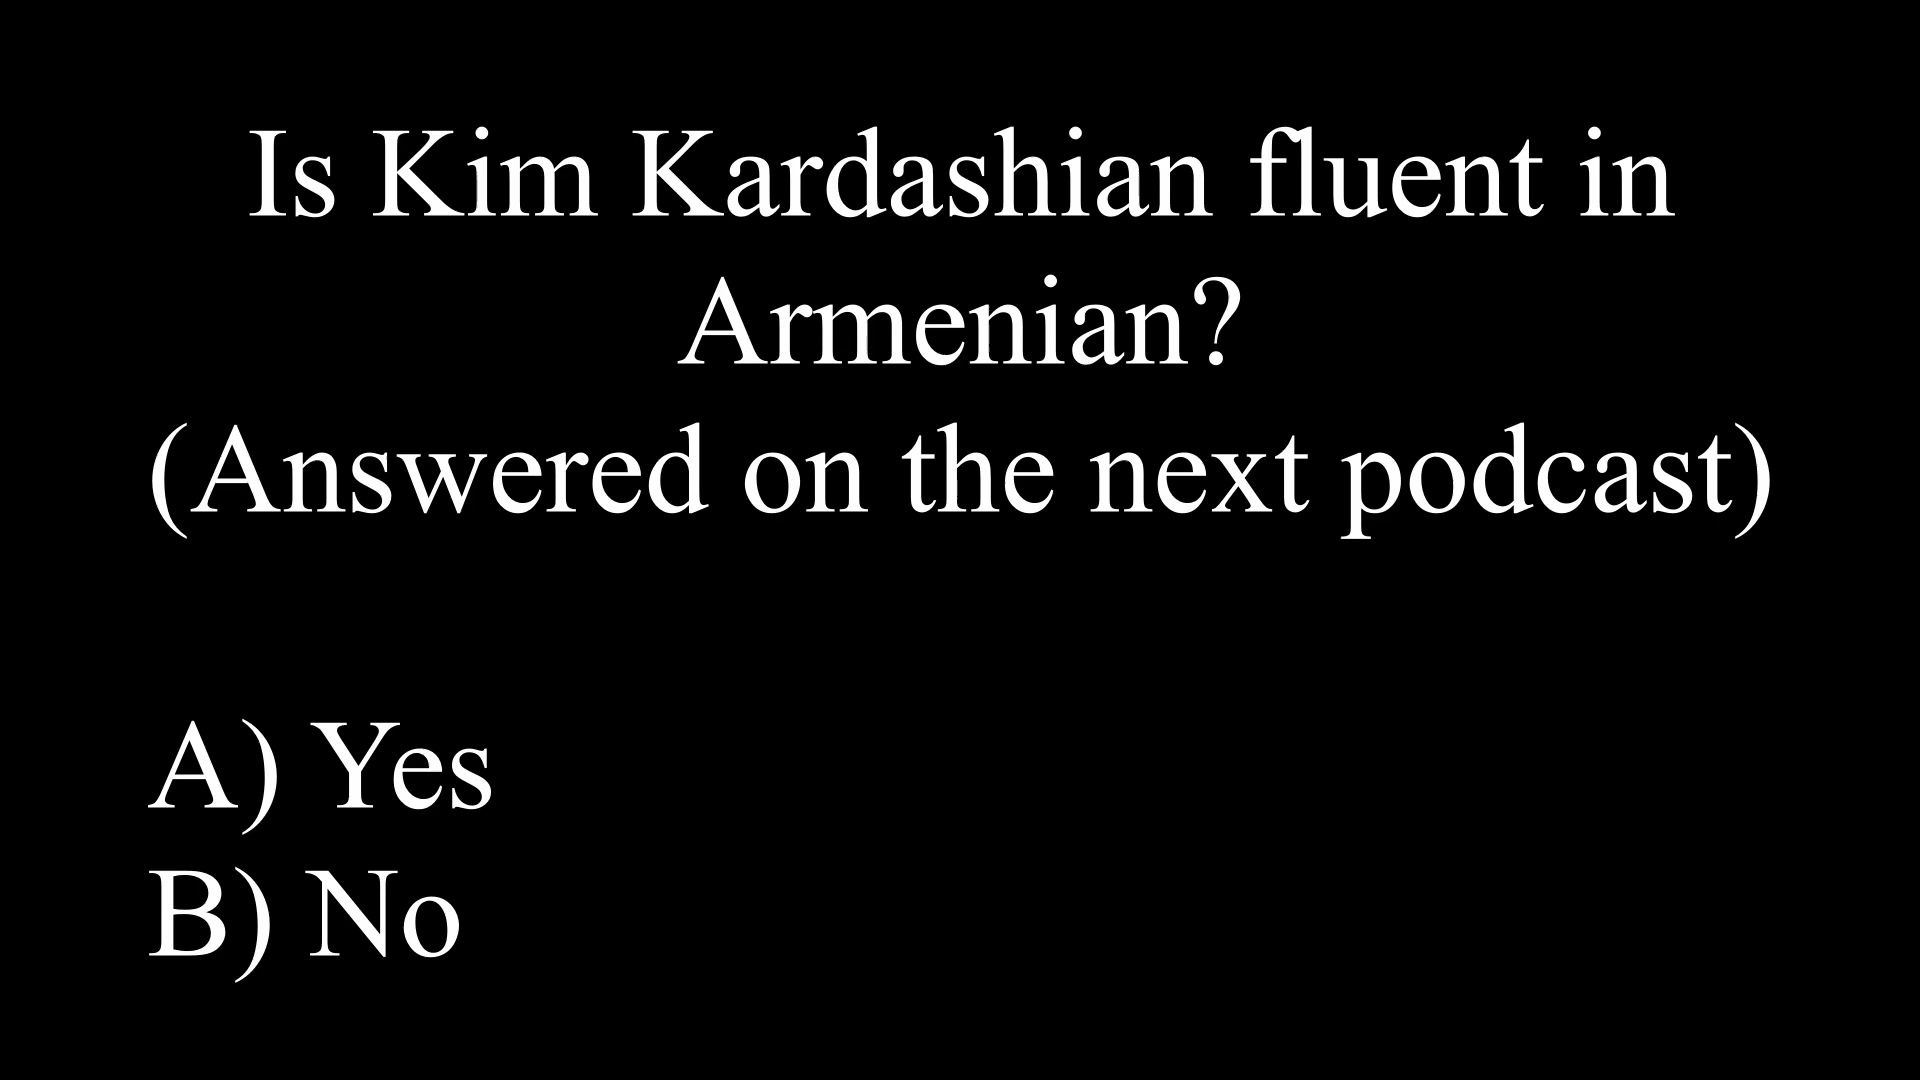 Is Kim Kardashian fluent in
Armenian?
(Answered on the next podcast)
A) Yes
B) No